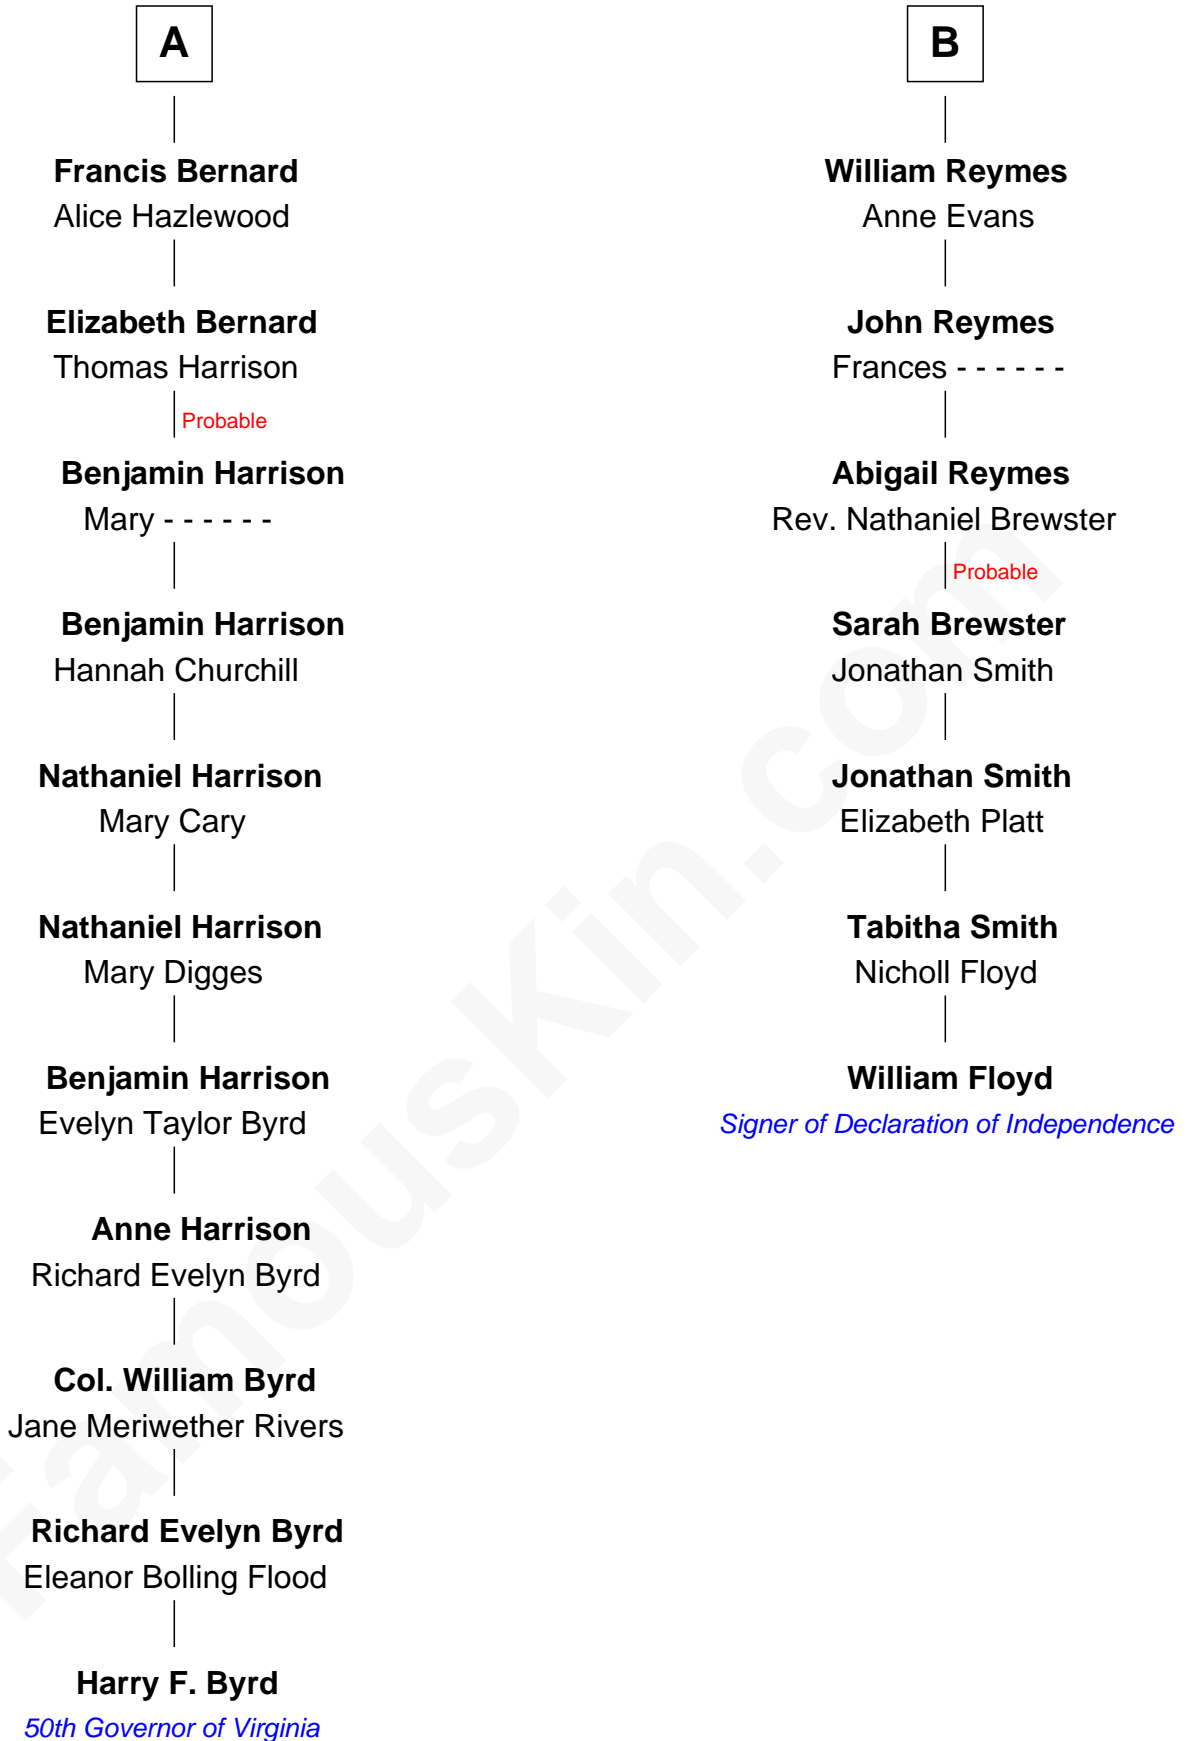 A
Francis Bernard
Alice Hazlewood
Elizabeth Bernard
Thomas Harrison
Probable
Benjamin Harrison
Mary - - - - - -
Benjamin Harrison
Hannah Churchill
Nathaniel Harrison
Mary Cary
Nathaniel Harrison
Mary Digges
Benjamin Harrison
Evelyn Taylor Byrd
Anne Harrison
Richard Evelyn Byrd
Col. William Byrd
Jane Meriwether Rivers
Richard Evelyn Byrd
Eleanor Bolling Flood
Harry F. Byrd
50th Governor of Virginia
B
William Reymes
Anne Evans
John Reymes
Frances - - - - - -
Abigail Reymes
Rev. Nathaniel Brewster
Probable
Sarah Brewster
Jonathan Smith
Jonathan Smith
Elizabeth Platt
Tabitha Smith
Nicholl Floyd
William Floyd
Signer of Declaration of Independence
FamousKin.com